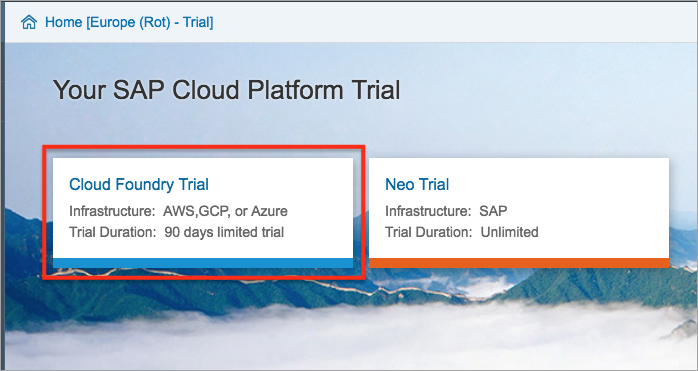 Home [Europe (Rot) - Trial]
Your SAP Cloud Platform Trial
Cloud Foundry Trial
Infrastructure: AWS,GCP, or Azure
Trial Duration: 90 days limited trial
Neo Trial
Infrastructure: SAP
Trial Duration: Unlimited